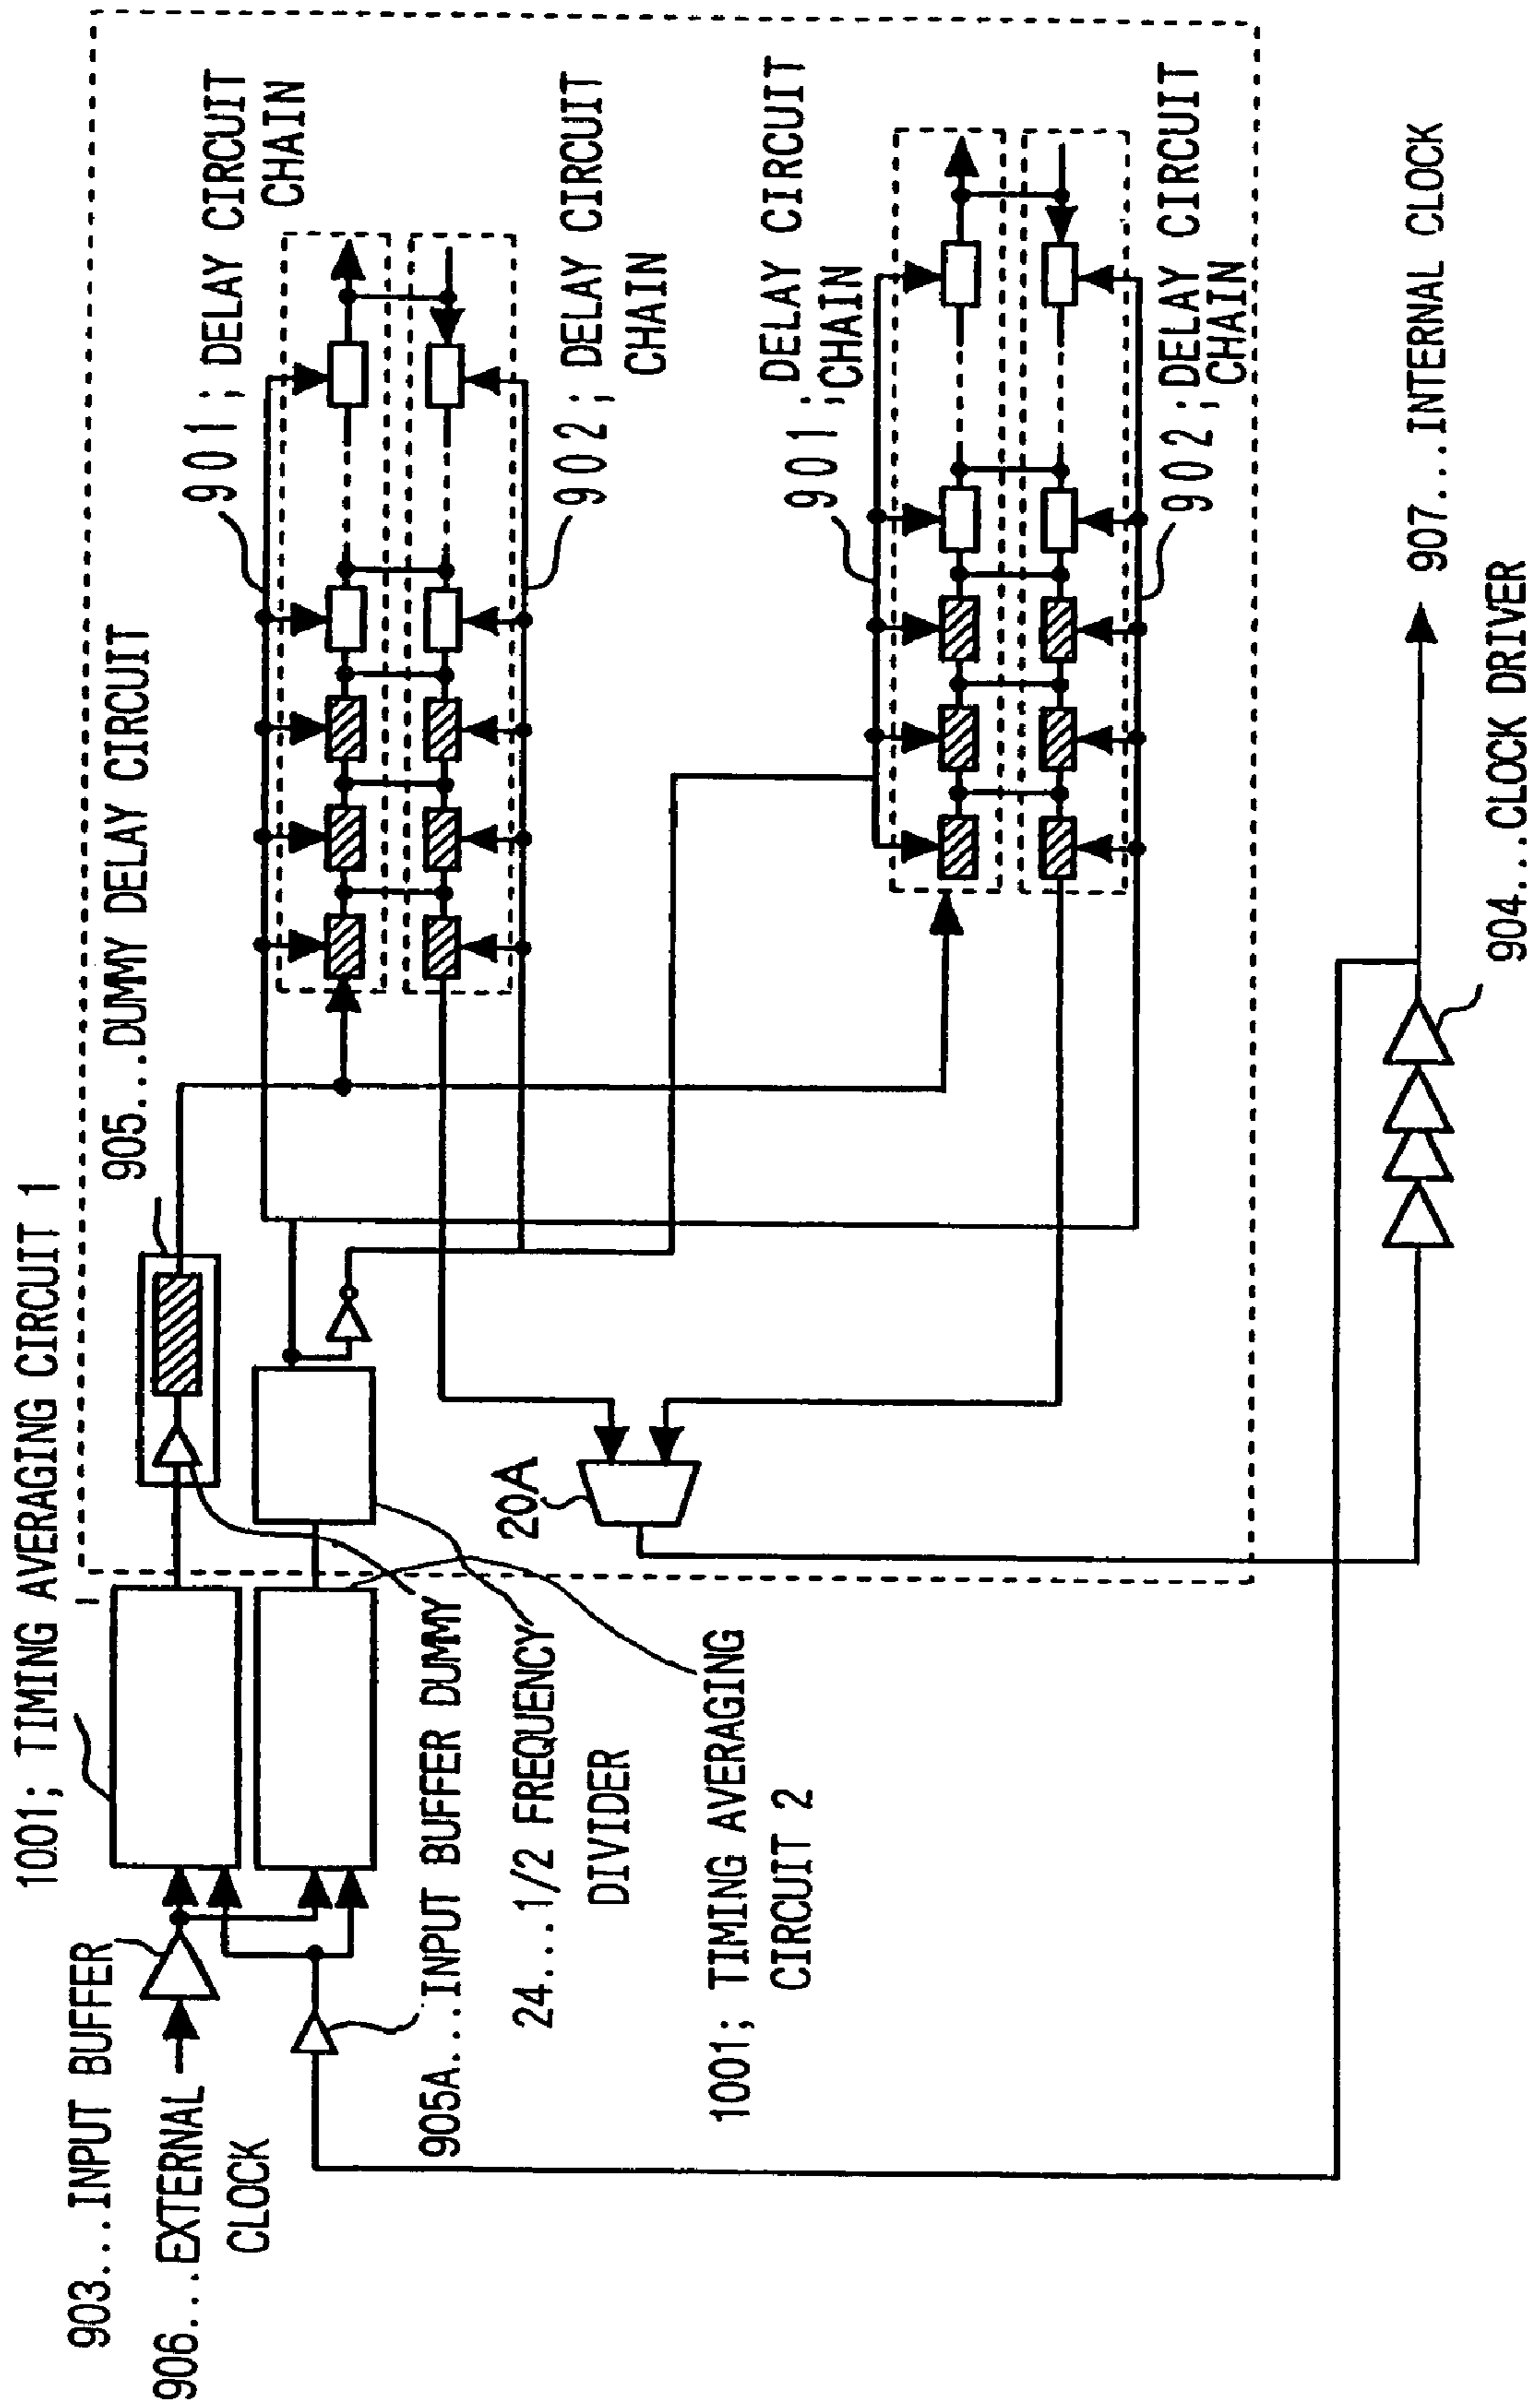 1001; TIMING AVERAGING CIRCUIT 1
903...INPUT BUFFER
906...EXTERNAL
CLOCK
905...DUMMY DELAY CIRCUIT
901; DELAY CIRCUIT
CHAIN
902; DELAY CIRCUIT
CHAIN
901; DELAY CIRCUIT
CHAIN
902; DELAY CIRCUIT
CHAIN
20A
905A...INPUT BUFFER DUMMY
24...1/2 FREQUENCY
DIVIDER
1001; TIMING AVERAGING
CIRCUIT 2
907...INTERNAL CLOCK
904...CLOCK DRIVER